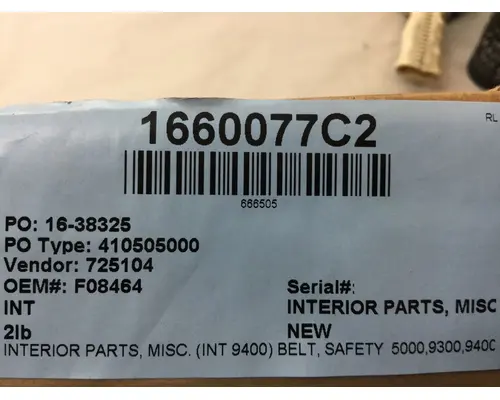 1660077C2
RL
666505
PO: 16-38325
PO Type: 410505000
Vendor: 725104
OEM#: F08464
Serial#:
INT
INTERIOR PARTS, MISC
2lb
NEW
INTERIOR PARTS, MISC. (INT 9400) BELT, SAFETY 5000,9300,9400